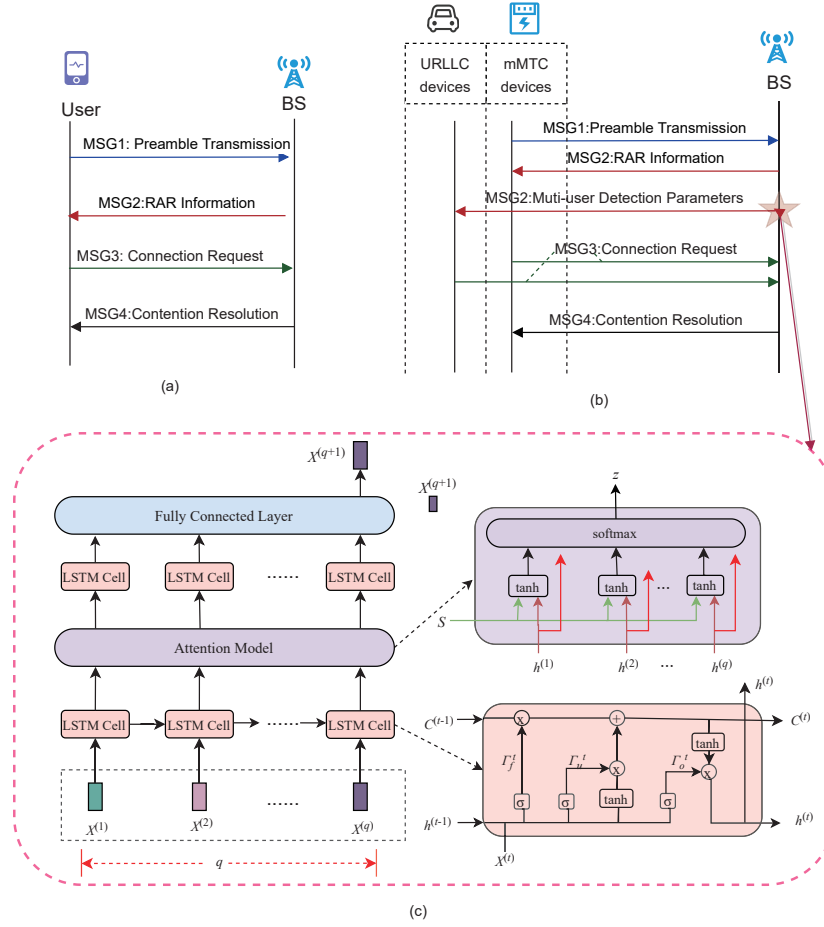 User
BS
MSG1: Preamble Transmission
MSG2:RAR Information
MSG3: Connection Request
MSG4:Contention Resolution
(a)
URLLC
devices
mMTC
devices
BS
MSG1:Preamble Transmission
MSG2:RAR Information
MSG2:Muti-user Detection Parameters
MSG3:Connection Request
MSG4:Contention Resolution
(b)
X^(q+1)
Fully Connected Layer
LSTM Cell LSTM Cell ...... LSTM Cell
Attention Model
LSTM Cell LSTM Cell ...... LSTM Cell
......
X^(1) X^(2) ...... X^(q)
q
X^(q+1)
z
softmax
tanh tanh ... tanh
S
h^(1) h^(2) ... h^(q)
h^(t)
C^(t-1) x + C^(t)
tanh
Γ_f^t Γ_u^t x Γ_o^t x
σ σ tanh σ
h^(t-1) h^(t)
X^(t)
(c)